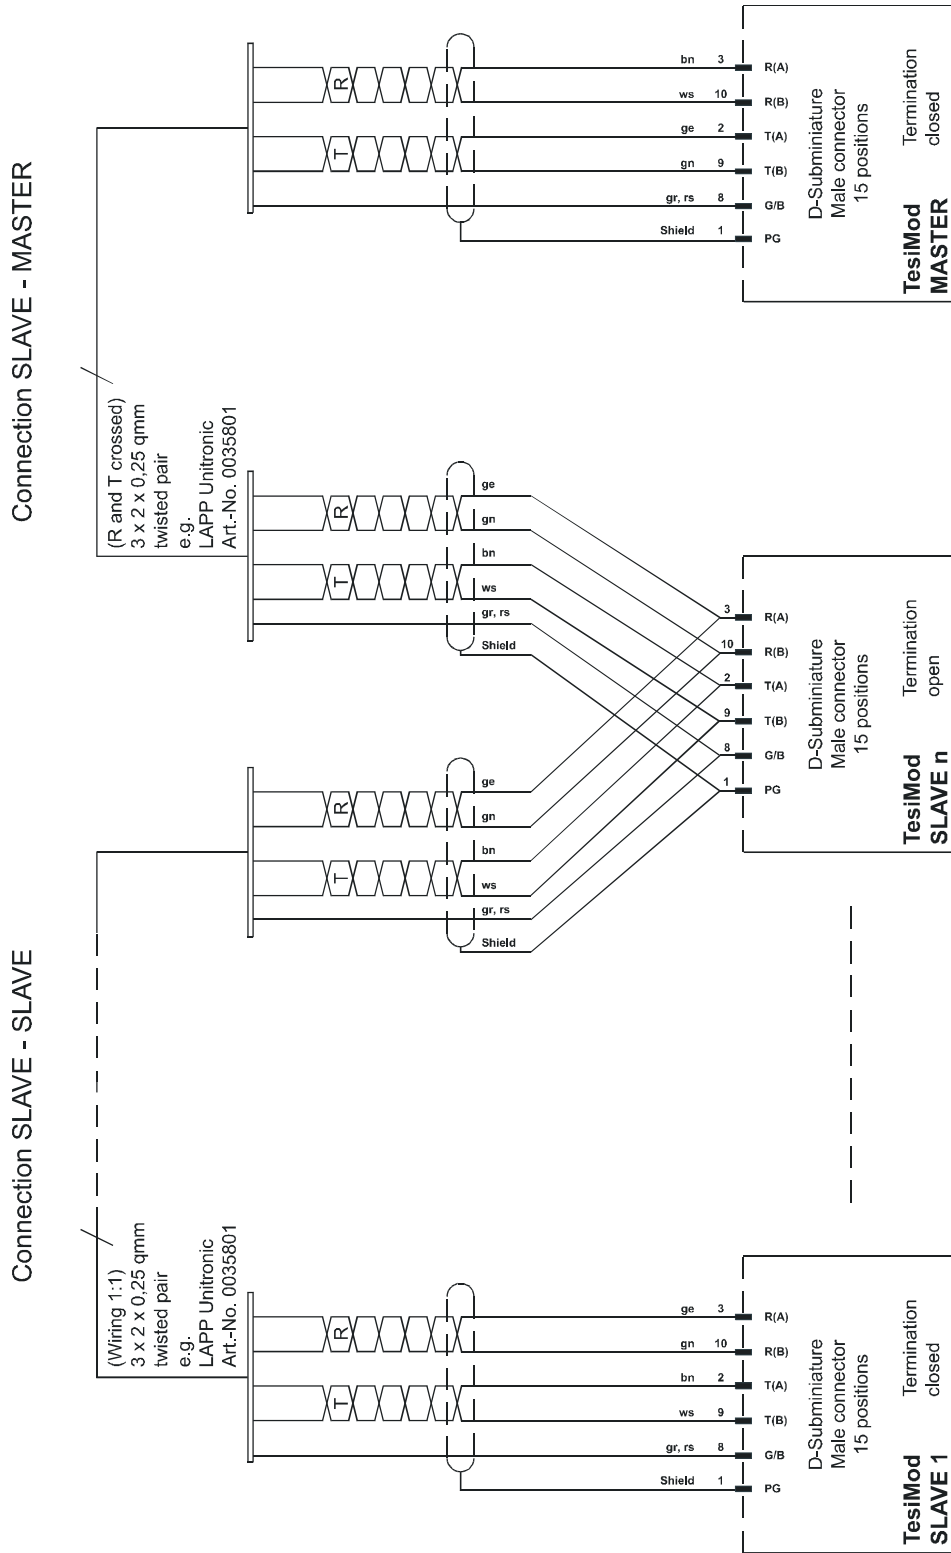 Connection SLAVE - MASTER
Connection SLAVE - SLAVE
(R and T crossed)
3 x 2 x 0,25 qmm
twisted pair
e.g.
LAPP Unitronic
Art.-No. 0035801
R
T
bn 3 R(A)
ws 10 R(B)
ge 2 T(A)
gn 9 T(B)
gr, rs 8 G/B
Shield 1 PG
D-Subminiature
Male connector
15 positions
Termination
closed
TesiMod
MASTER
R
T
ge
gn
bn
ws
gr, rs
Shield
R
T
ge
gn
bn
ws
gr, rs
Shield
3 R(A)
10 R(B)
2 T(A)
9 T(B)
8 G/B
1 PG
D-Subminiature
Male connector
15 positions
Termination
open
TesiMod
SLAVE n
(Wiring 1:1)
3 x 2 x 0,25 qmm
twisted pair
e.g.
LAPP Unitronic
Art.-No. 0035801
R
T
ge 3 R(A)
gn 10 R(B)
bn 2 T(A)
ws 9 T(B)
gr, rs 8 G/B
Shield 1 PG
D-Subminiature
Male connector
15 positions
Termination
closed
TesiMod
SLAVE 1